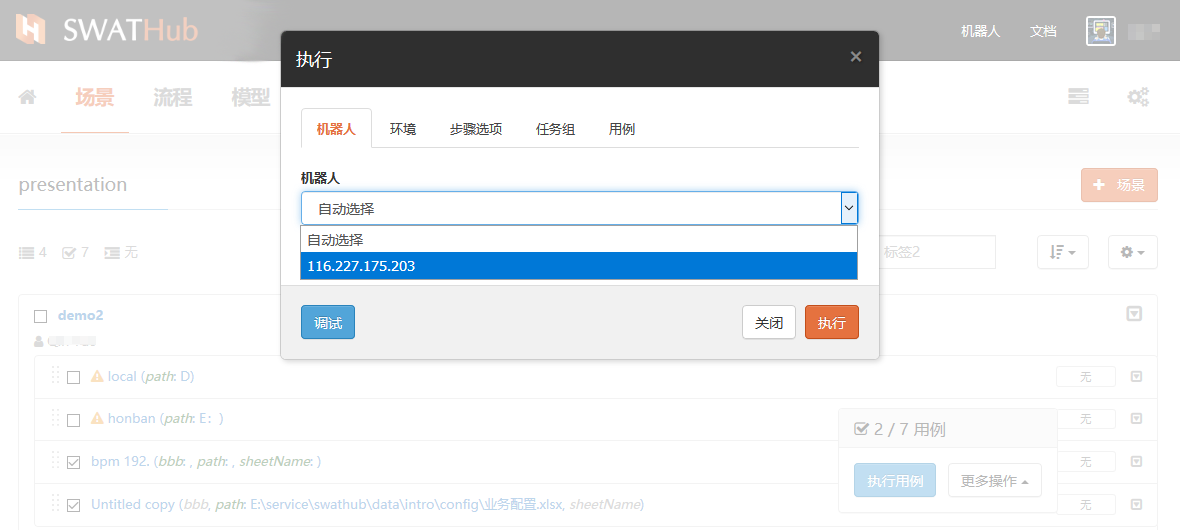 SWATHub
机器人 文档
场景 流程 模型
执行 ×
机器人 环境 步骤选项 任务组 用例
机器人
自动选择
自动选择
116.227.175.203
调试 关闭 执行
presentation
+ 场景
4 7 无
标签2
demo2
local (path: D) 无
honban (path: E: ) 无
2 / 7 用例
bpm 192. (bbb: , path: , sheetName: ) 无
执行用例 更多操作
Untitled copy (bbb, path: E:\service\swathub\data\intro\config\业务配置.xlsx, sheetName) 无